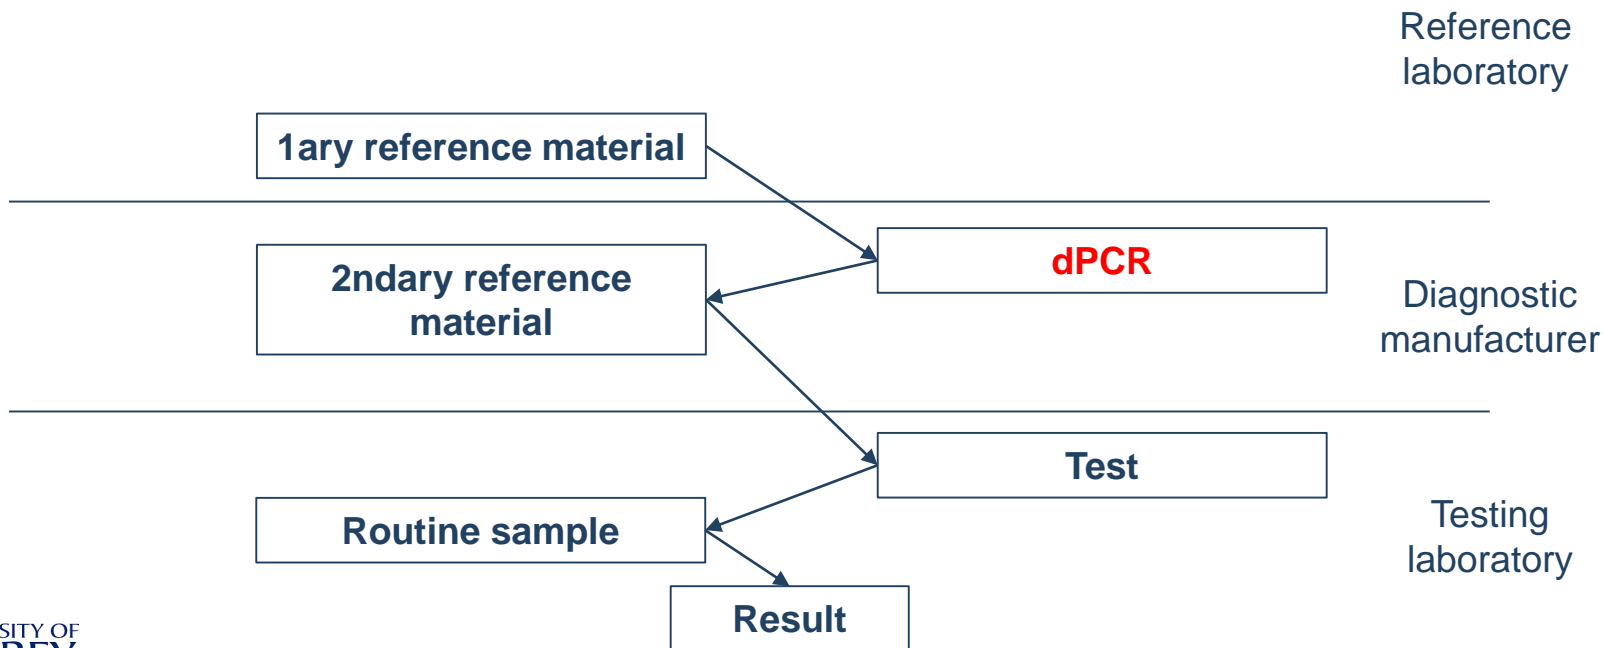 Reference
laboratory
1ary reference material
dPCR
2ndary reference
material
Diagnostic
manufacturer
Test
Routine sample
Testing
laboratory
Result
SITY OF